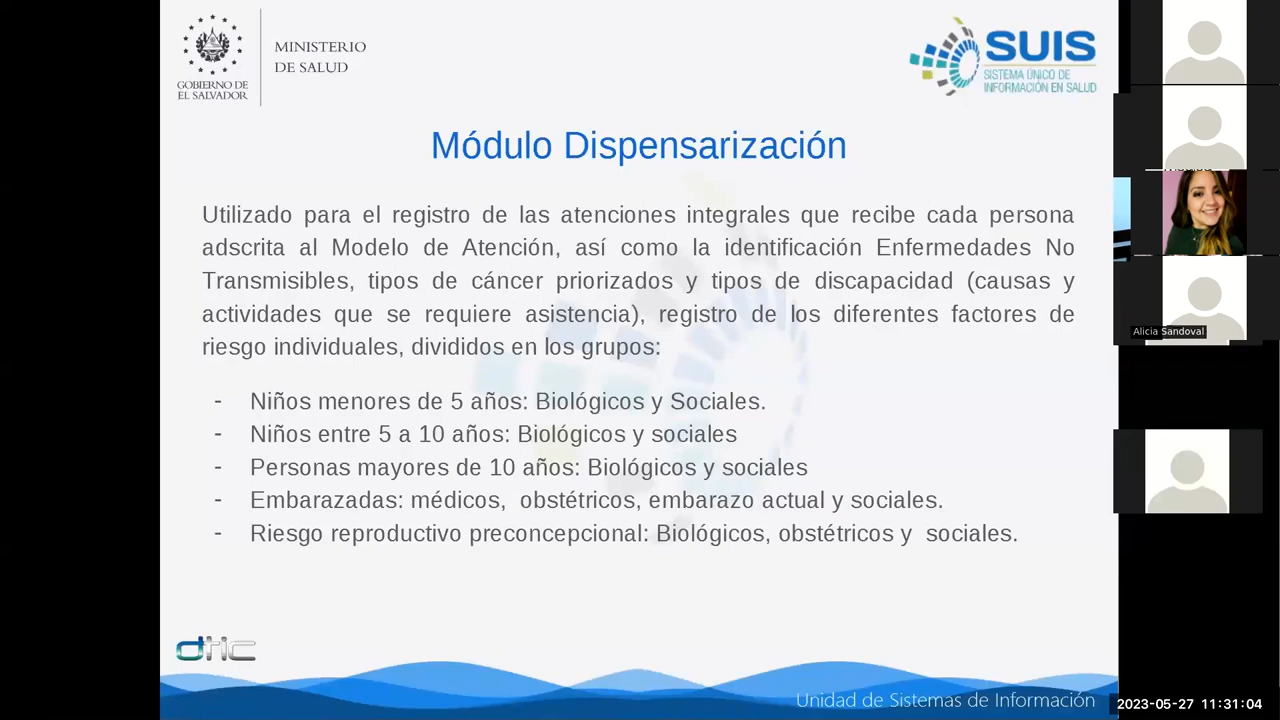 MINISTERIO
DE SALUD
GOBIERNO DE
EL SALVADOR
SUIS
SISTEMA ÚNICO DE
INFORMACIÓN EN SALUD
Módulo Dispensarización
Utilizado para el registro de las atenciones integrales que recibe cada persona
adscrita al Modelo de Atención, así como la identificación Enfermedades No
Transmisibles, tipos de cáncer priorizados y tipos de discapacidad (causas y
actividades que se requiere asistencia), registro de los diferentes factores de
riesgo individuales, divididos en los grupos:
- Niños menores de 5 años: Biológicos y Sociales.
- Niños entre 5 a 10 años: Biológicos y sociales
- Personas mayores de 10 años: Biológicos y sociales
- Embarazadas: médicos, obstétricos, embarazo actual y sociales.
- Riesgo reproductivo preconcepcional: Biológicos, obstétricos y sociales.
dtic
Unidad de Sistemas de Información
Alicia Sandoval
2023-05-27 11:31:04